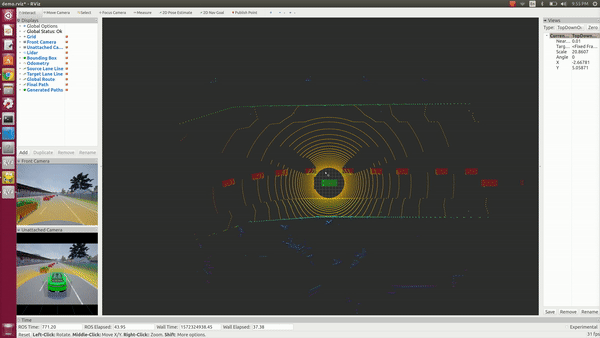 demo.rviz* - RViz
9:55 PM
Interact Move Camera Select Focus Camera Measure 2D Pose Estimate 2D Nav Goal Publish Point
Displays
Global Options
Global Status: Ok
Grid
Front Camera
Unattached Ca...
Lidar
Bounding Box
Odometry
Source Lane Line
Target Lane Line
Global Route
Final Path
Generated Paths
Add Duplicate Remove Rename
Front Camera
Unattached Camera
Views
Type: TopDownOr Zero
Curren... TopDown...
Near ... 0.01
Targ... <Fixed Fra...
Scale 20.8607
Angle 0
X -2.66781
Y 5.05871
Save Remove Rename
Time
ROS Time: 771.20 ROS Elapsed: 43.95 Wall Time: 1572324938.45 Wall Elapsed: 37.38 Experimental
Reset Left-Click: Rotate. Middle-Click: Move X/Y. Right-Click: Zoom. Shift: More options. 31 fps